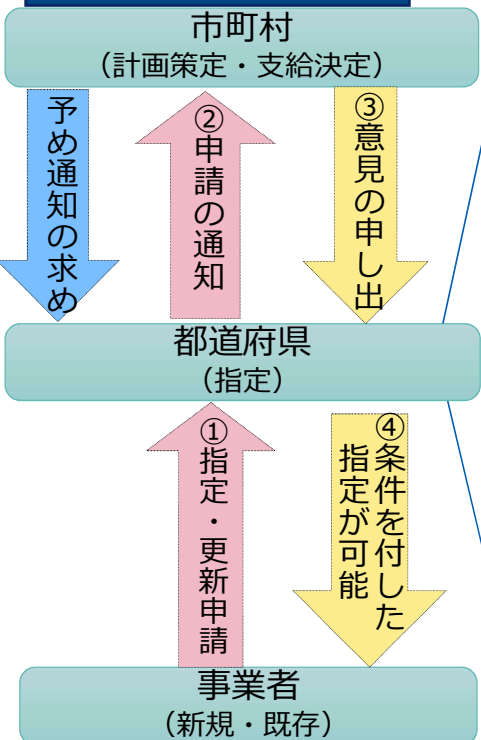 市町村
（計画策定・支給決定）
予め通知の求め
②申請の通知
③意見の申し出
都道府県
（指定）
①指定・更新申請
④条件を付した
指定が可能
事業者
（新規・既存）